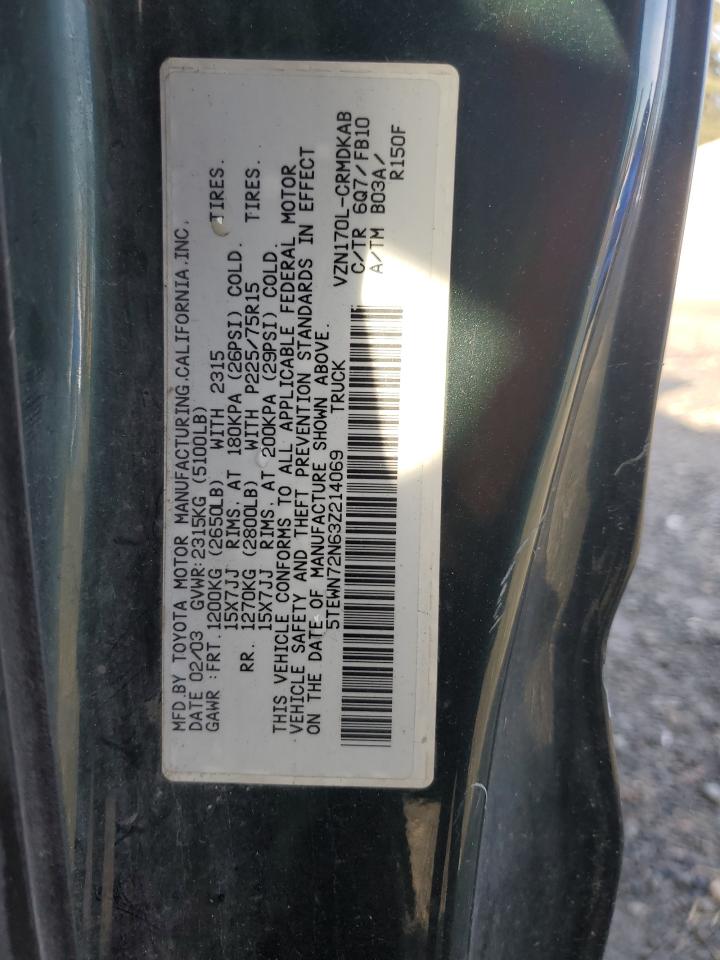 MFD.BY TOYOTA MOTOR MANUFACTURING.CALIFORNIA.INC.
DATE 02/03 GVWR:2315KG (5100LB)
GAWR :FRT.1200KG (2650LB) WITH 2315 TIRES.
15X7JJ RIMS. AT 180KPA (26PSI) COLD.
RR. 1270KG (2800LB) WITH P225/75R15 TIRES.
15X7JJ RIMS. AT 200KPA (29PSI) COLD.
THIS VEHICLE CONFORMS TO ALL APPLICABLE FEDERAL MOTOR
VEHICLE SAFETY AND THEFT PREVENTION STANDARDS IN EFFECT
ON THE DATE OF MANUFACTURE SHOWN ABOVE.
5TEWN72N63Z214069 TRUCK
VZN170L-CRMDKAB
C/TR 6Q7/FB10
A/TM B03A/
R150F